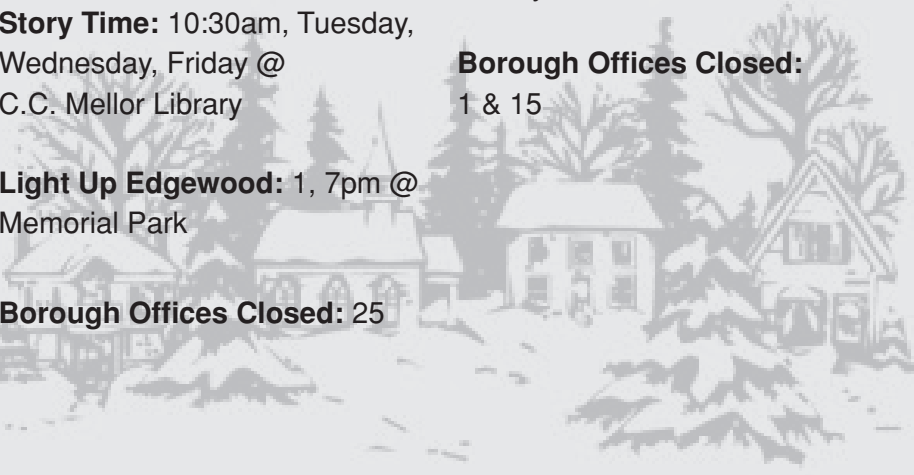 Story Time: 10:30am, Tuesday,
Wednesday, Friday @
C.C. Mellor Library
Light Up Edgewood: 1, 7pm @
Memorial Park
Borough Offices Closed: 25
Borough Offices Closed:
1 & 15